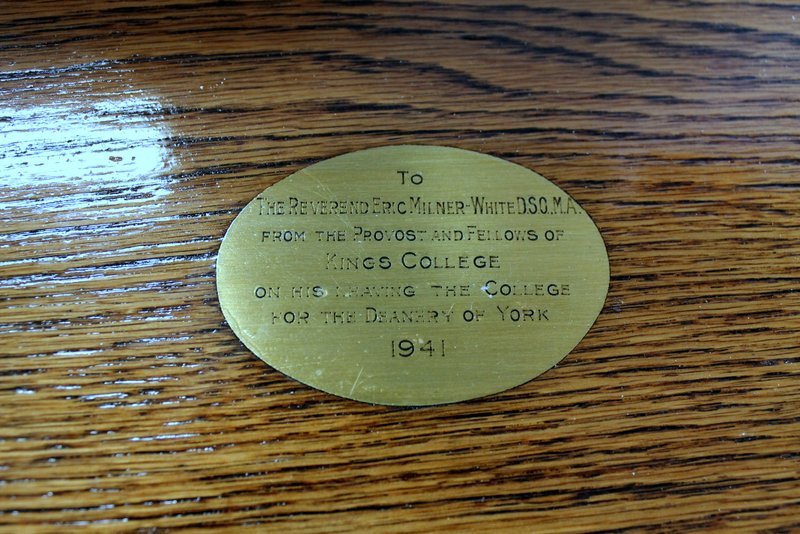 To
The Reverend Eric Milner-White D.S.O. M.A.
from the Provost and Fellows of
Kings College
on his leaving the College
for the Deanery of York
1941